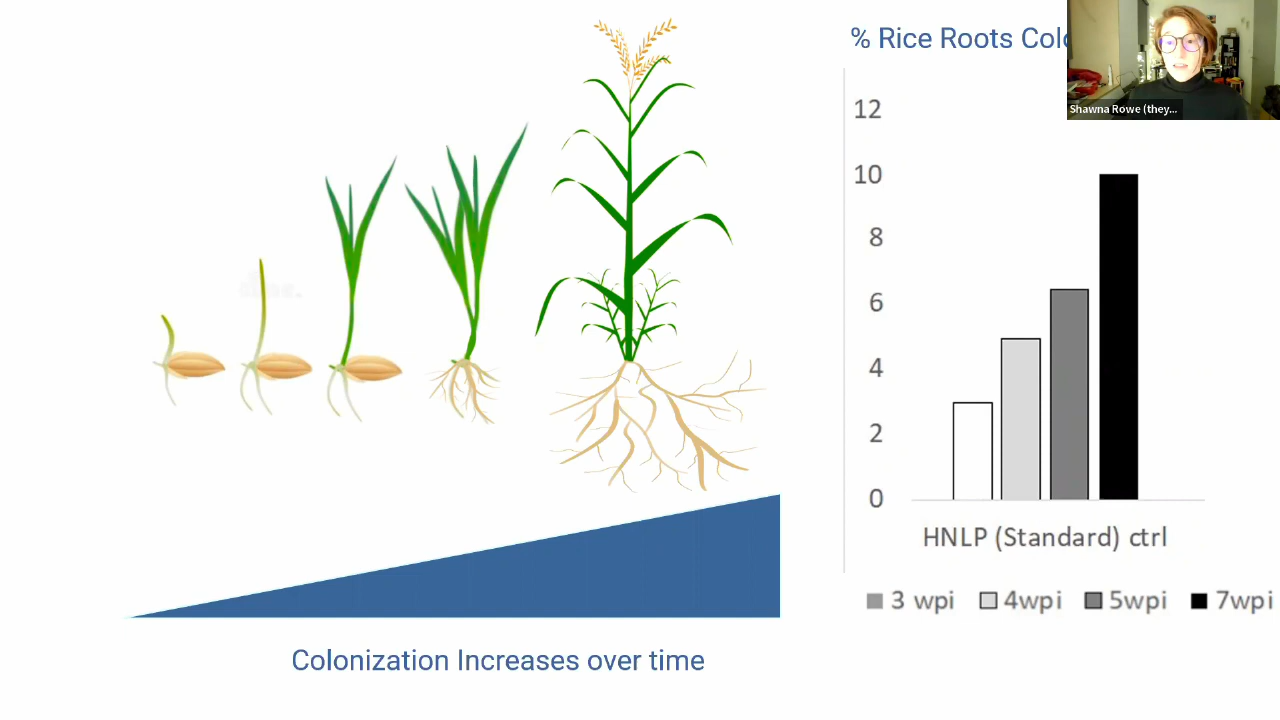 % Rice Roots
Shawna Rowe (they...
12
10
8
6
4
2
0
HNLP (Standard) ctrl
3 wpi 4wpi 5wpi 7wpi
Colonization Increases over time